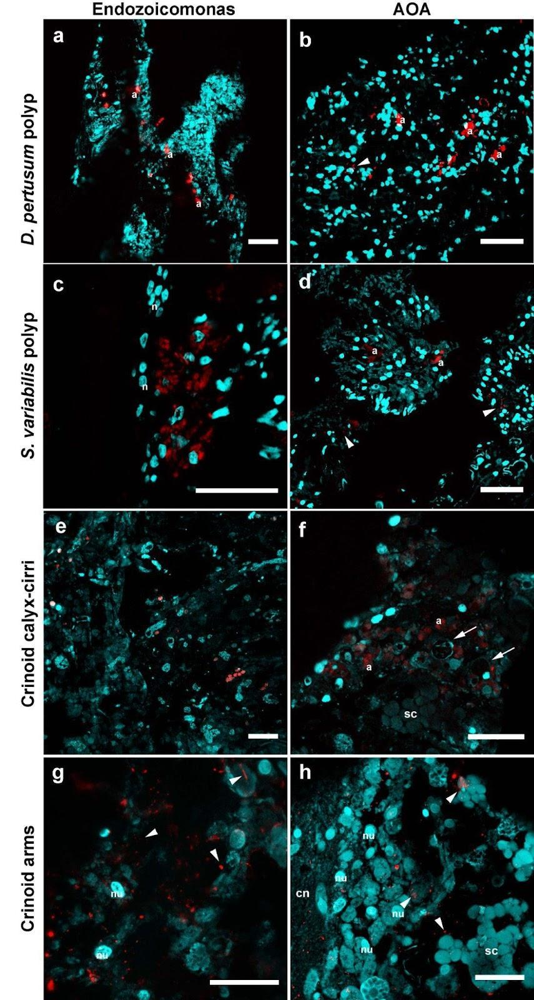 Endozoicomonas AOA
D. pertusum polyp
a b
a
a
a
a
a
a
S. variabilis polyp
c d
n
n
a
a
Crinoid calyx-cirri
e f
a
a
sc
Crinoid arms
g h
nu
nu
nu
nu
cn
nu
nu
sc